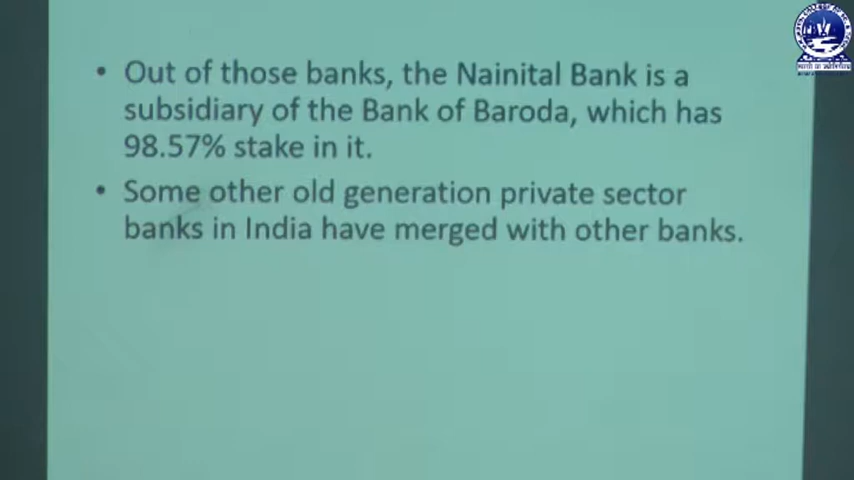 • Out of those banks, the Nainital Bank is a
subsidiary of the Bank of Baroda, which has
98.57% stake in it.
• Some other old generation private sector
banks in India have merged with other banks.